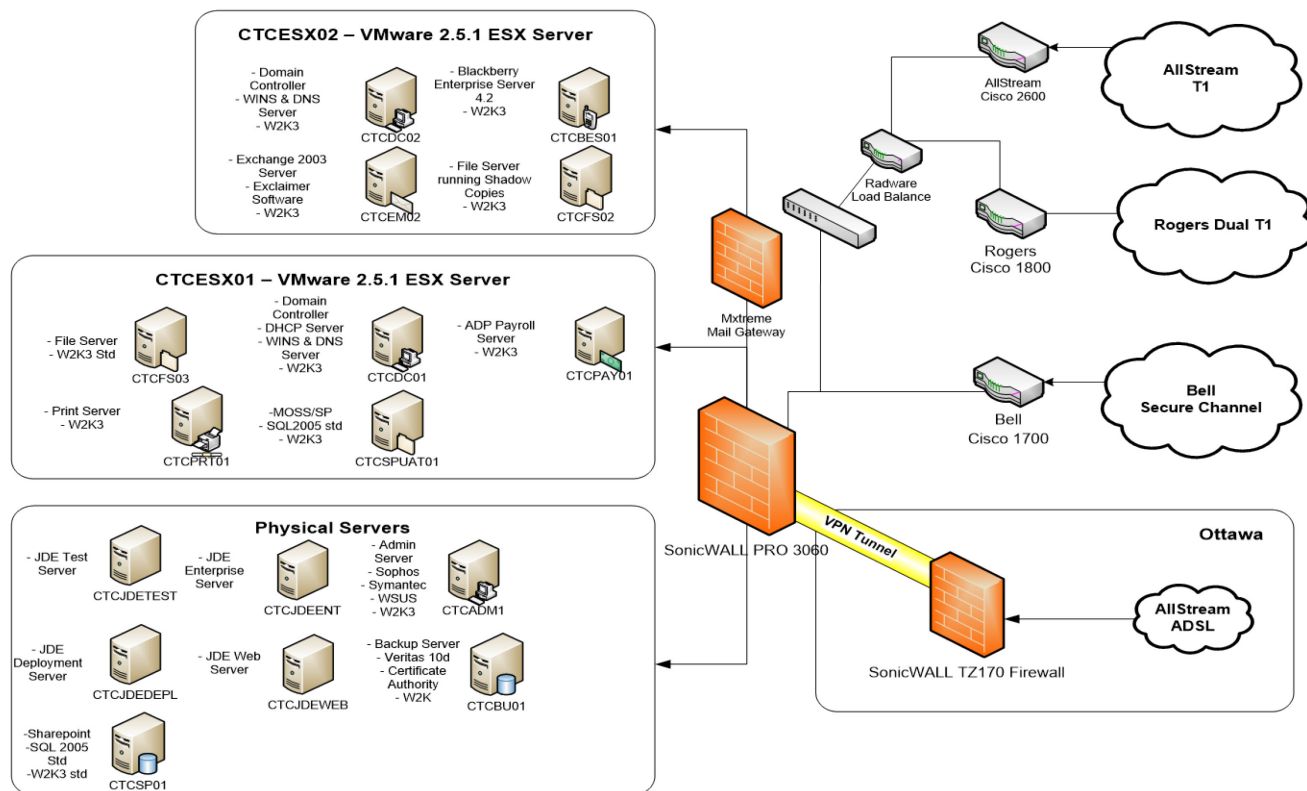 CTCESX02 – VMware 2.5.1 ESX Server
- Domain
Controller
- WINS & DNS
Server
- W2K3
CTCDC02
- Blackberry
Enterprise Server
4.2
- W2K3
CTCBES01
- Exchange 2003
Server
- Exclaimer
Software
- W2K3
CTCEM02
- File Server
running Shadow
Copies
- W2K3
CTCFS02
CTCESX01 – VMware 2.5.1 ESX Server
- File Server
- W2K3 Std
CTCFS03
- Domain
Controller
- DHCP Server
- WINS & DNS
Server
- W2K3
CTCDC01
- ADP Payroll
Server
- W2K3
CTCPAY01
- Print Server
- W2K3
CTCPRT01
-MOSS/SP
- SQL2005 std
- W2K3
CTCSPUAT01
Physical Servers
- JDE Test
Server
CTCJDETEST
- JDE
Enterprise
Server
CTCJDEENT
- Admin
Server
- Sophos
- Symantec
- WSUS
- W2K3
CTCADM1
- JDE
Deployment
Server
CTCJDEDEPL
- JDE Web
Server
CTCJDEWEB
- Backup Server
- Veritas 10d
- Certificate
Authority
- W2K
CTCBU01
-Sharepoint
-SQL 2005
Std
-W2K3 std
CTCSP01
Mxtreme
Mail Gateway
SonicWALL PRO 3060
VPN Tunnel
AllStream
Cisco 2600
AllStream
T1
Radware
Load Balance
Rogers
Cisco 1800
Rogers Dual T1
Bell
Cisco 1700
Bell
Secure Channel
Ottawa
SonicWALL TZ170 Firewall
AllStream
ADSL